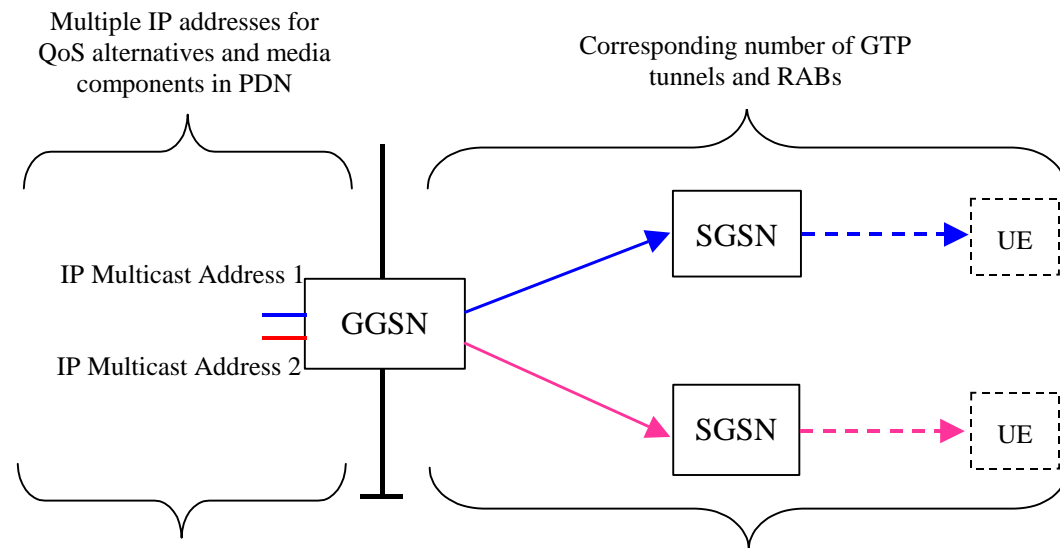 Multiple IP addresses for
QoS alternatives and media
components in PDN
Corresponding number of GTP
tunnels and RABs
SGSN
UE
IP Multicast Address 1
GGSN
IP Multicast Address 2
SGSN
UE